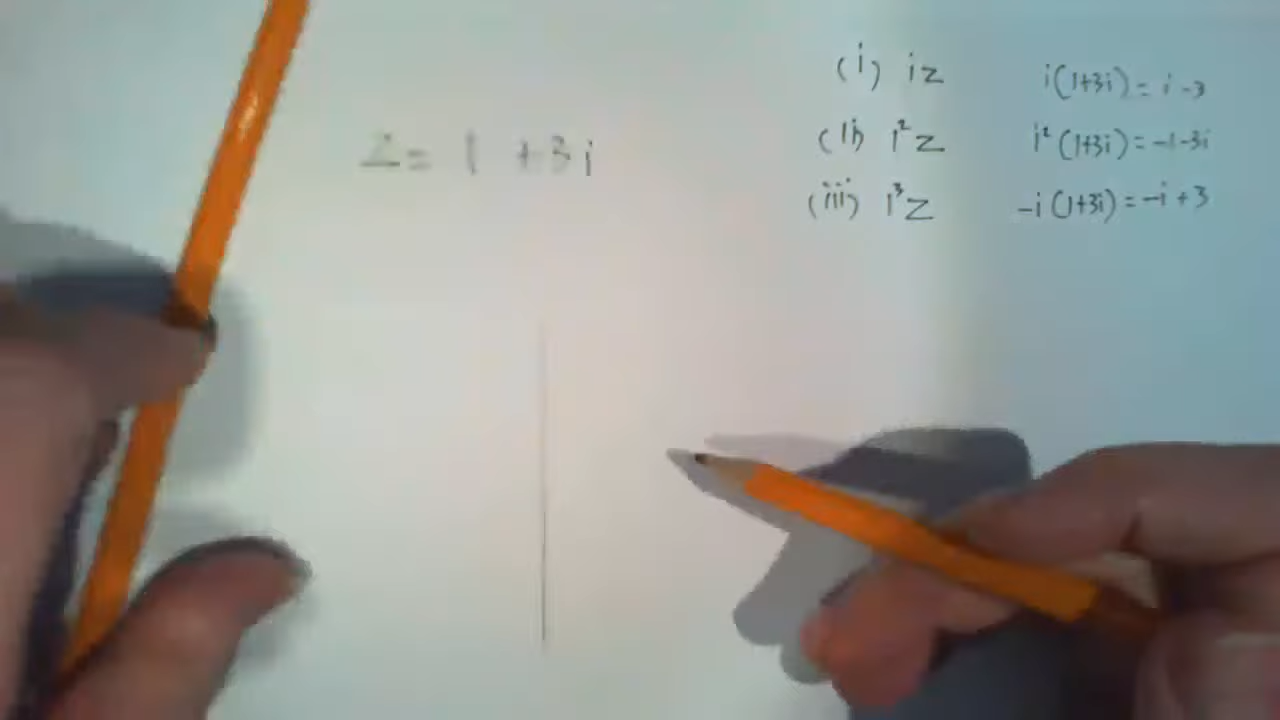 z = 1 + 3i
(i) iz i(1+3i) = i - 3
(ii) i²z i²(1+3i) = -1-3i
(iii) i³z -i(1+3i) = -i + 3